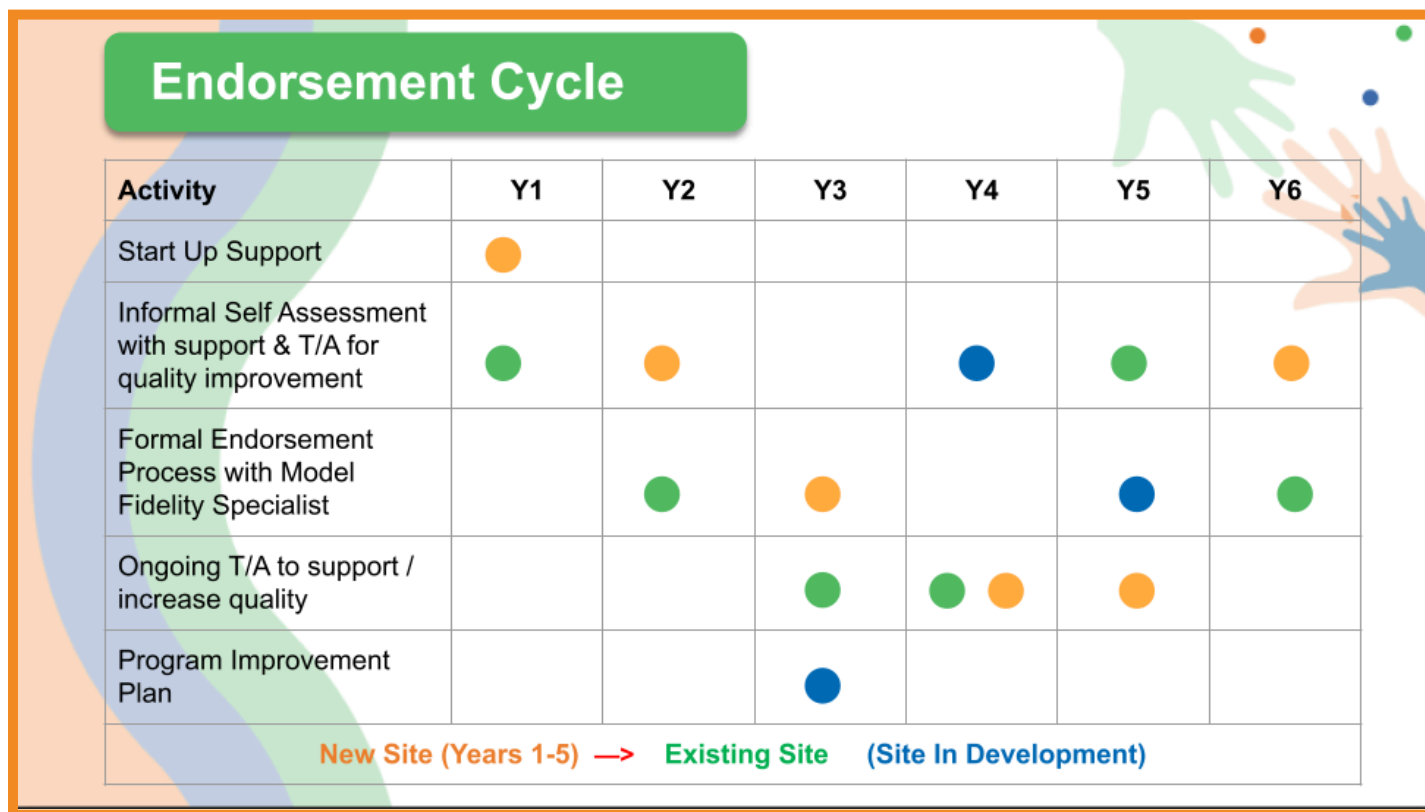 Endorsement Cycle
Activity Y1 Y2 Y3 Y4 Y5 Y6
Start Up Support
Informal Self Assessment
with support & T/A for
quality improvement
Formal Endorsement
Process with Model
Fidelity Specialist
Ongoing T/A to support /
increase quality
Program Improvement
Plan
New Site (Years 1-5) —> Existing Site (Site In Development)